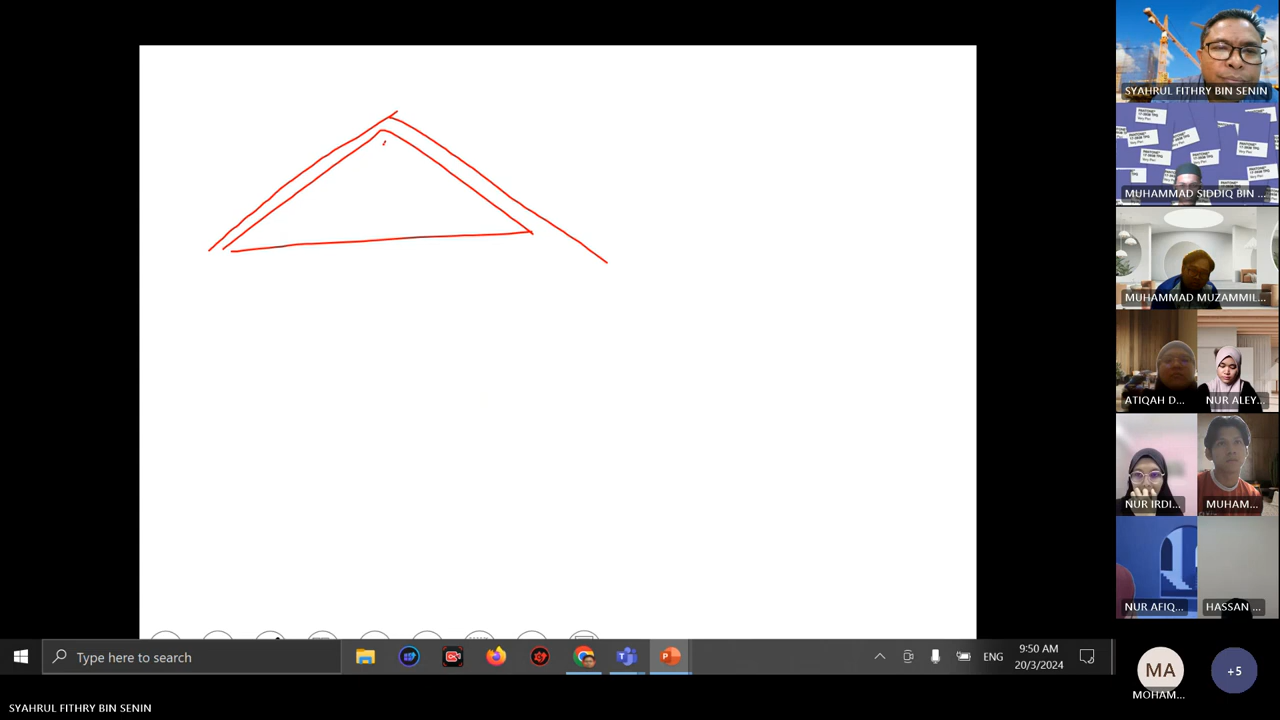 SYAHRUL FITHRY BIN SENIN
MUHAMMAD SIDDIQ BIN ...
MUHAMMAD MUZAMMIL...
ATIQAH D...
NUR ALEY...
NUR IRDI...
MUHAM...
NUR AFIQ...
HASSAN ...
MA
MOHAM...
+5
Type here to search
ENG
9:50 AM
20/3/2024
SYAHRUL FITHRY BIN SENIN